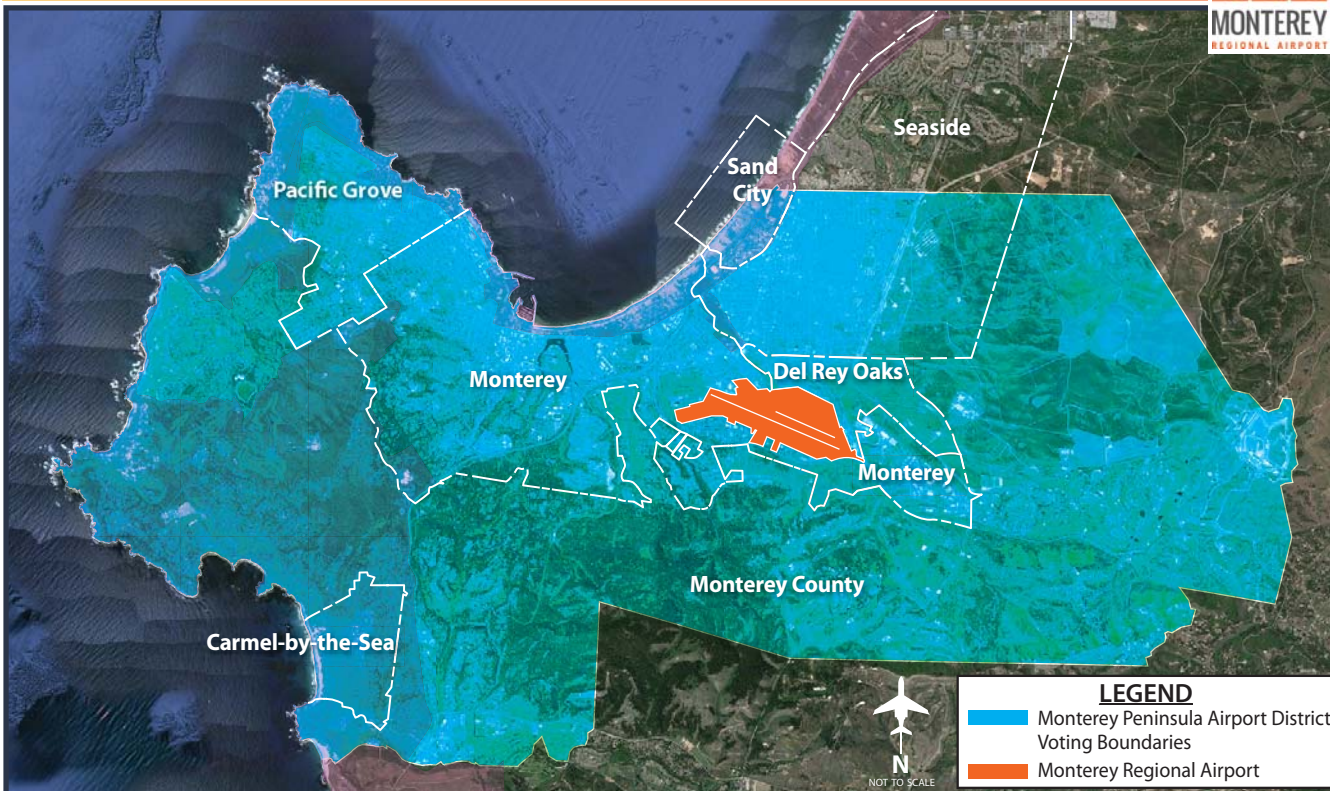 MONTEREY
REGIONAL AIRPORT
Seaside
Sand
City
Pacific Grove
Del Rey Oaks
Monterey
Monterey
Monterey County
Carmel-by-the-Sea
N
NOT TO SCALE
LEGEND
Monterey Peninsula Airport District
Voting Boundaries
Monterey Regional Airport